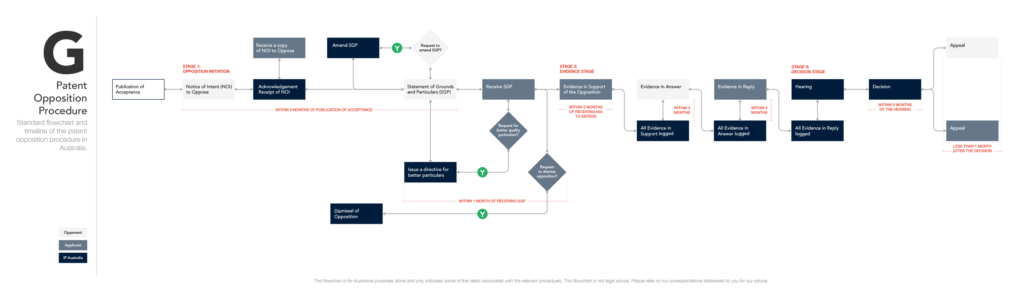 G
Patent
Opposition
Procedure
Standard flowchart and
timeline of the patent
opposition procedure in
Australia.
Opponent
Applicant
IP Australia
Publication of
Acceptance
STAGE 1:
OPPOSITION INITIATION
Notice of Intent (NOI)
to Oppose
Receive a copy
of NOI to Oppose
Acknowledgement
Receipt of NOI
WITHIN 3 MONTHS OF PUBLICATION OF ACCEPTANCE
Amend SGP
Y
Request to
amend SGP?
Statement of Grounds
and Particulars (SGP)
Receive SGP
Request for
better quality
particulars?
Issue a directive for
better particulars
Y
Request
to dismiss
opposition?
WITHIN 1 MONTH OF RECEIVING SGP
Dismissal of
Opposition
Y
STAGE 2:
EVIDENCE STAGE
Evidence in Support
of the Opposition
WITHIN 3 MONTHS
OF RECEIVING NOI
TO DEFEND
Evidence in Answer
WITHIN 3
MONTHS
All Evidence in
Support logged
Evidence in Reply
WITHIN 2
MONTHS
All Evidence in
Answer logged
STAGE 3:
DECISION STAGE
Hearing
All Evidence in Reply
logged
Decision
WITHIN 3 MONTHS
OF THE HEARING
Appeal
Appeal
LESS THAN 1 MONTH
AFTER THE DECISION
This flowchart is for illustrative purposes alone and only indicates some of the steps associated with the relevant procedures. This flowchart is not legal advice. Please refer to our correspondence addressed to you for our advice.